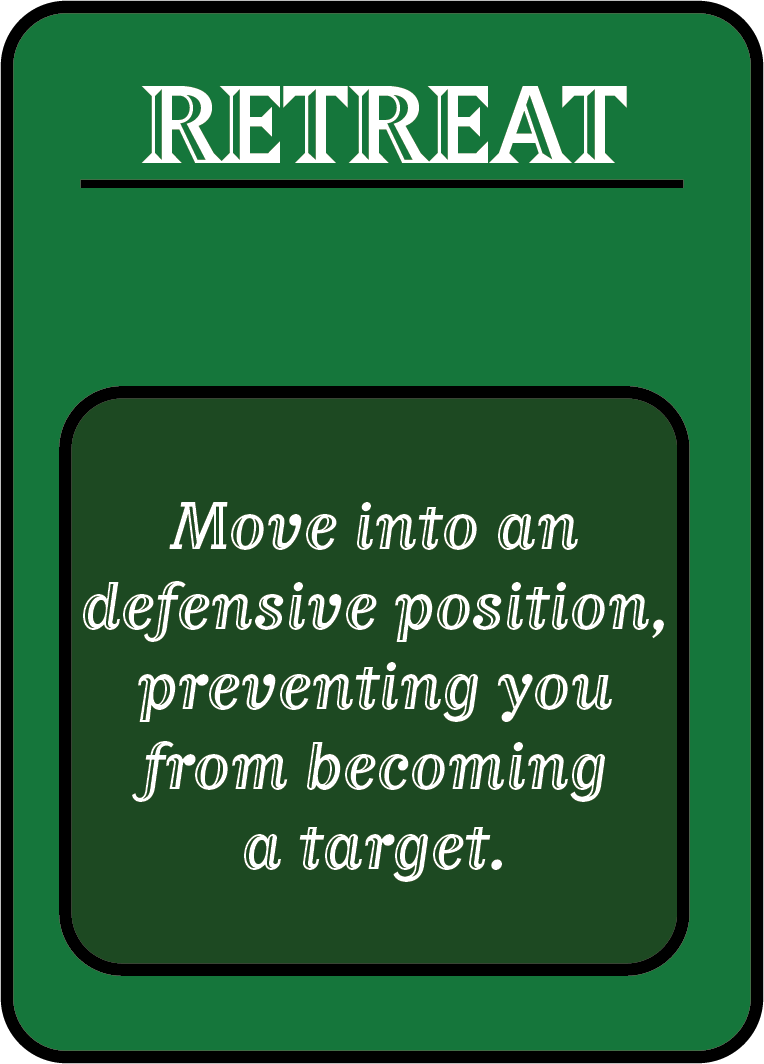 RETREAT
Move into an
defensive position,
preventing you
from becoming
a target.